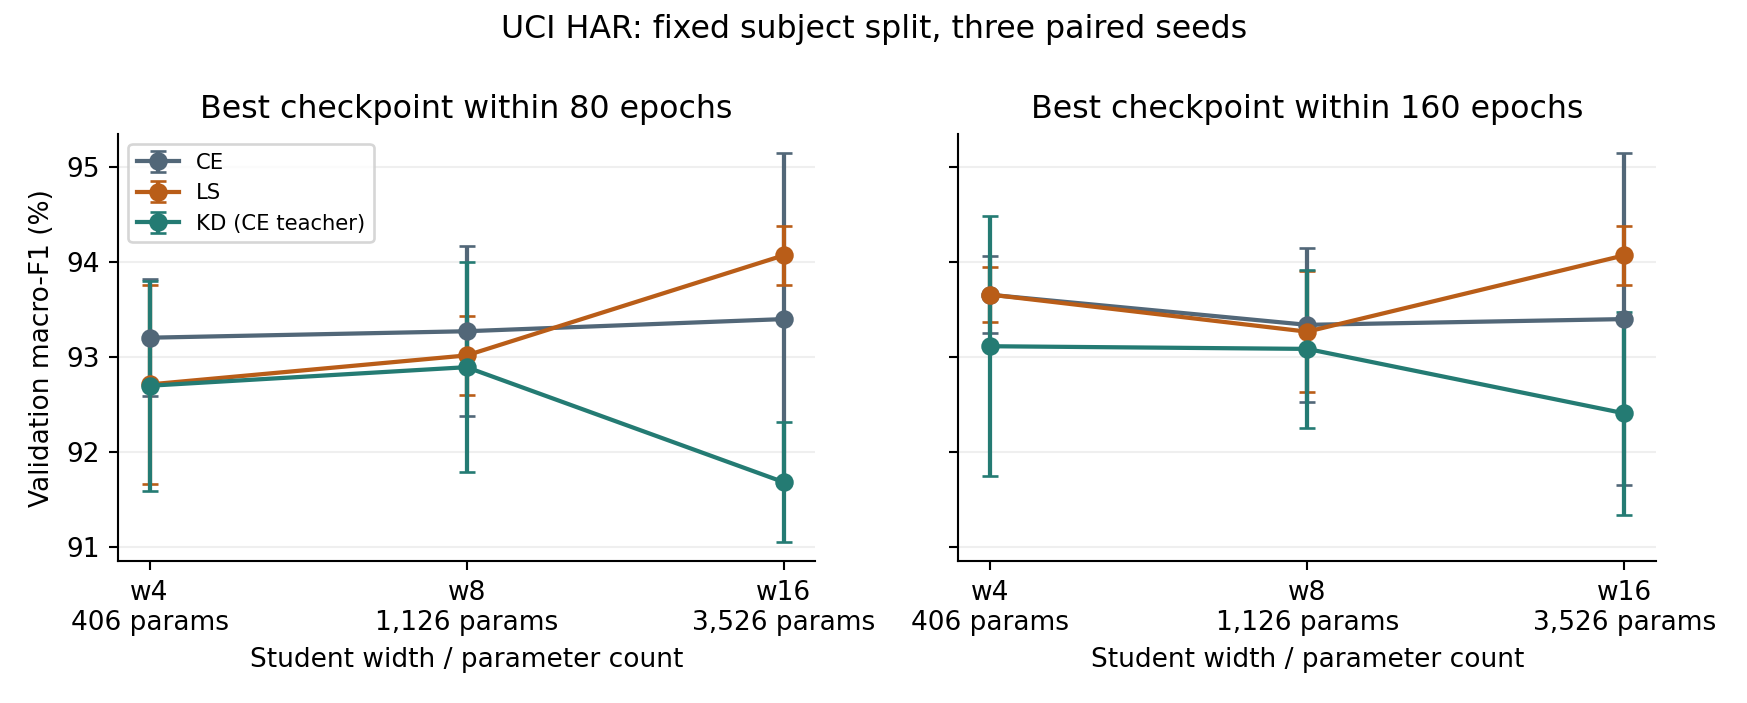 UCI HAR: fixed subject split, three paired seeds
Best checkpoint within 80 epochs
Validation macro-F1 (%)
95
94
93
92
91
CE
LS
KD (CE teacher)
w4
406 params
w8
1,126 params
w16
3,526 params
Student width / parameter count
Best checkpoint within 160 epochs
w4
406 params
w8
1,126 params
w16
3,526 params
Student width / parameter count